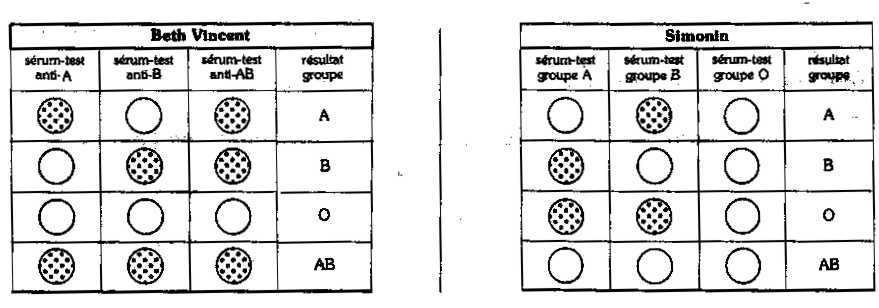 Beth Vincent
sérum-test anti-A
sérum-test anti-B
sérum-test anti-AB
résultat groupe
A
B
O
AB
Simonin
sérum-test groupe A
sérum-test groupe B
sérum-test groupe O
résultat groupe
A
B
O
AB